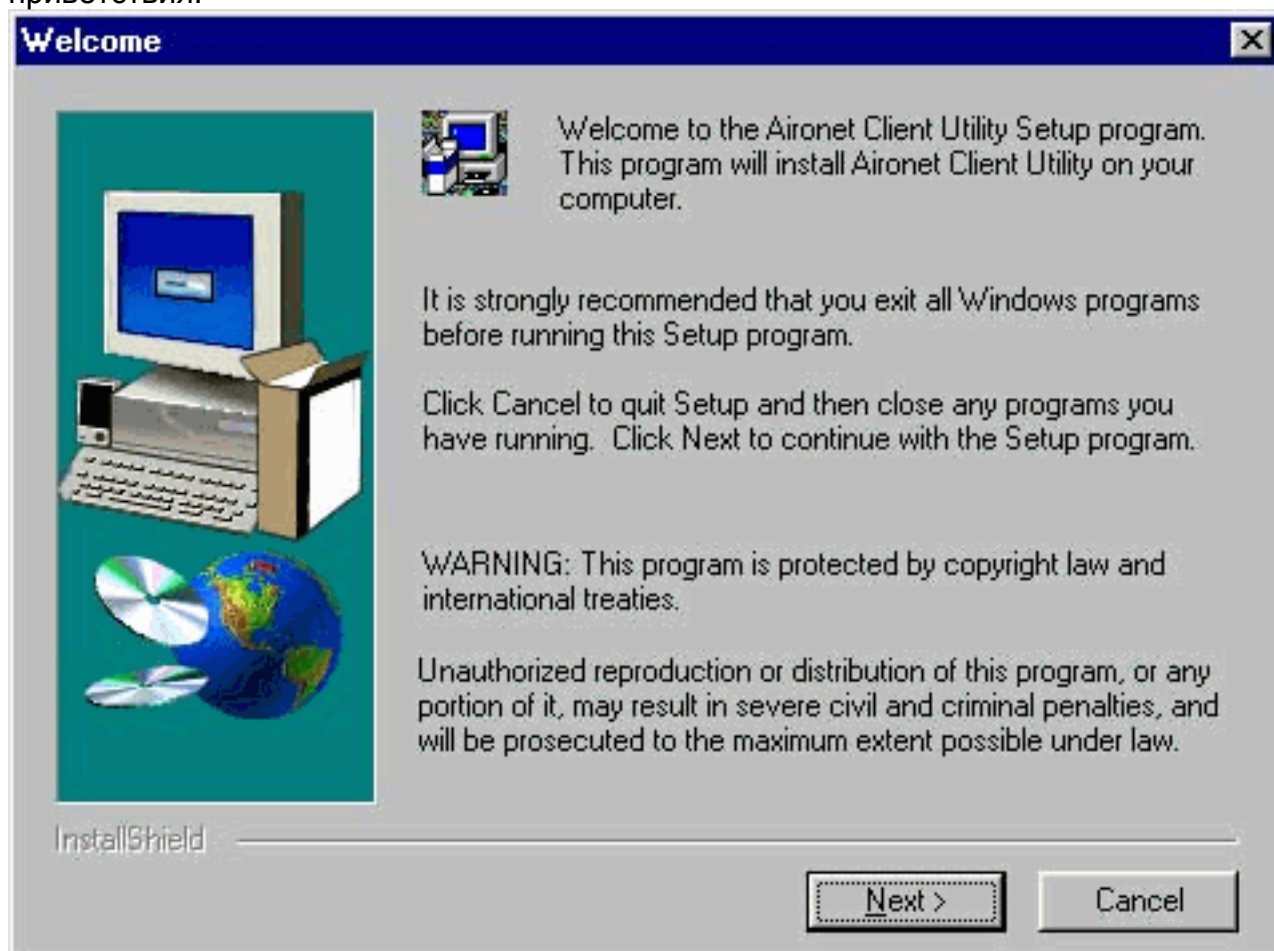 приветствия.
Welcome
Welcome to the Aironet Client Utility Setup program.
This program will install Aironet Client Utility on your
computer.
It is strongly recommended that you exit all Windows programs
before running this Setup program.
Click Cancel to quit Setup and then close any programs you
have running. Click Next to continue with the Setup program.
WARNING: This program is protected by copyright law and
international treaties.
Unauthorized reproduction or distribution of this program, or any
portion of it, may result in severe civil and criminal penalties, and
will be prosecuted to the maximum extent possible under law.
InstallShield
Next >
Cancel